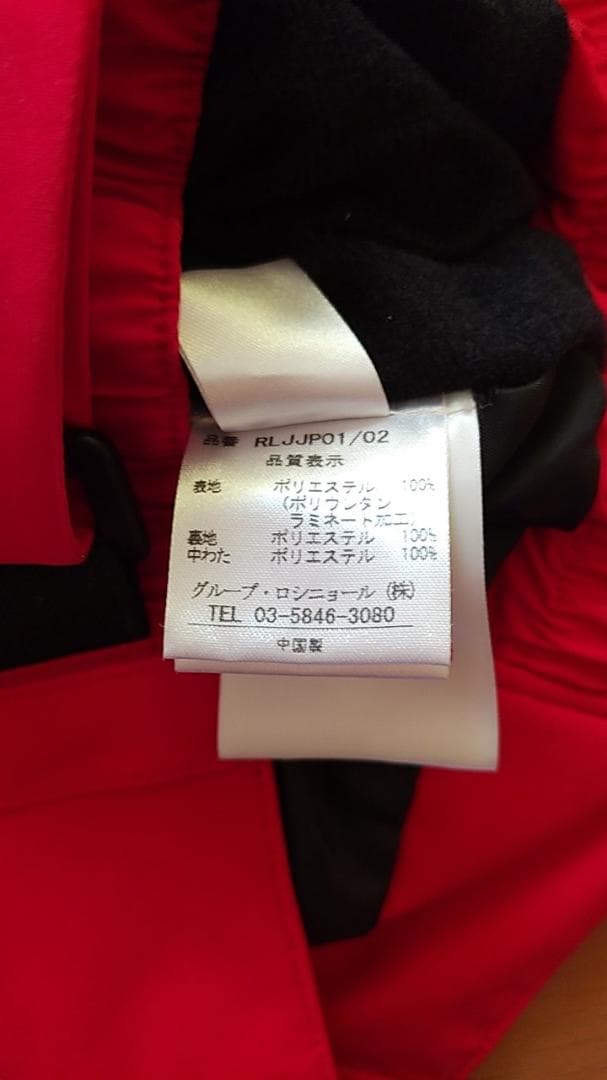 品番 RLJJP01/02
品質表示
表地 ポリエステル 100%
(ポリウレタン
ラミネート加工)
裏地 ポリエステル 100%
中わた ポリエステル 100%
グループ・ロシニョール (株)
TEL 03-5846-3080
中国製